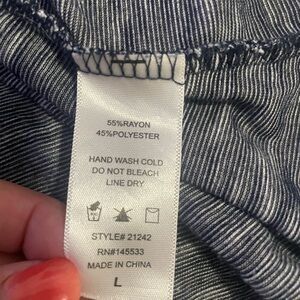 55%RAYON
45%POLYESTER
HAND WASH COLD
DO NOT BLEACH
LINE DRY
STYLE# 21242
RN#145533
MADE IN CHINA
L